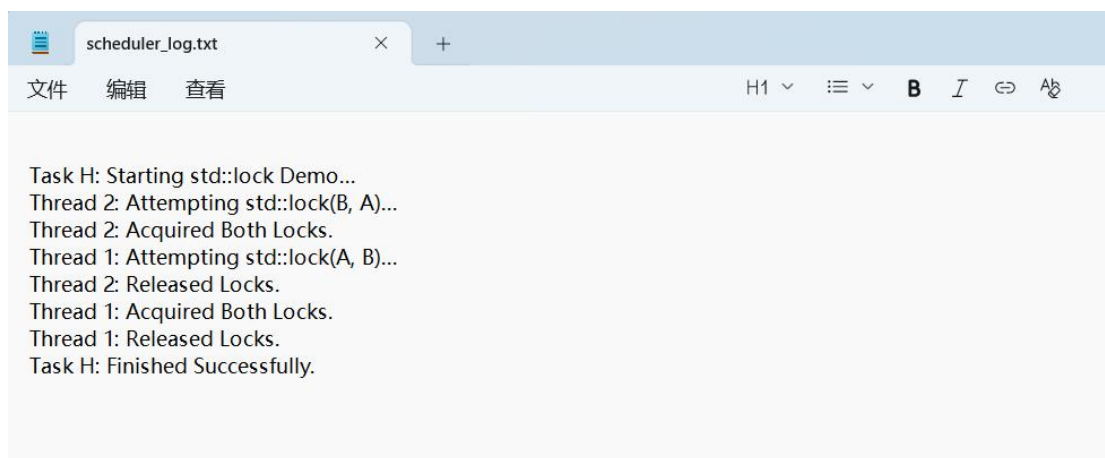 scheduler_log.txt
文件 编辑 查看 H1 B I
Task H: Starting std::lock Demo...
Thread 2: Attempting std::lock(B, A)...
Thread 2: Acquired Both Locks.
Thread 1: Attempting std::lock(A, B)...
Thread 2: Released Locks.
Thread 1: Acquired Both Locks.
Thread 1: Released Locks.
Task H: Finished Successfully.